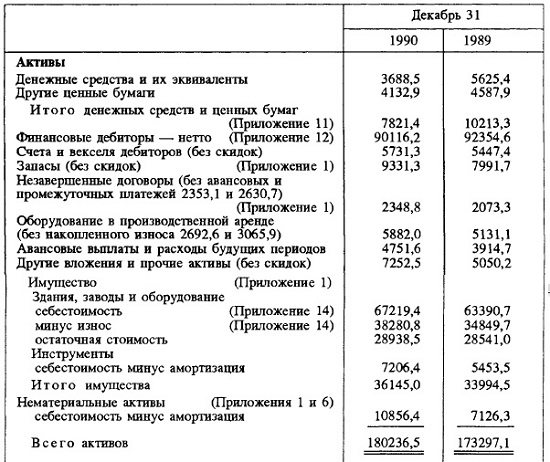 Декабрь 31
1990 1989
Активы
Денежные средства и их эквиваленты 3688,5 5625,4
Другие ценные бумаги 4132,9 4587,9
Итого денежных средств и ценных бумаг
(Приложение 11) 7821,4 10213,3
Финансовые дебиторы — нетто (Приложение 12) 90116,2 92354,6
Счета и векселя дебиторов (без скидок) 5731,3 5447,4
Запасы (без скидок) (Приложение 1) 9331,3 7991,7
Незавершенные договоры (без авансовых и
промежуточных платежей 2353,1 и 2630,7)
(Приложение 1) 2348,8 2073,3
Оборудование в производственной аренде
(без накопленного износа 2692,6 и 3065,9) 5882,0 5131,1
Авансовые выплаты и расходы будущих периодов 4751,6 3914,7
Другие вложения и прочие активы (без скидок) 7252,5 5050,2
Имущество (Приложение 1)
Здания, заводы и оборудование
себестоимость (Приложение 14) 67219,4 63390,7
минус износ (Приложение 14) 38280,8 34849,7
остаточная стоимость 28938,5 28541,0
Инструменты
себестоимость минус амортизация 7206,4 5453,5
Итого имущества 36145,0 33994,5
Нематериальные активы (Приложения 1 и 6)
себестоимость минус амортизация 10856,4 7126,3
Всего активов 180236,5 173297,1